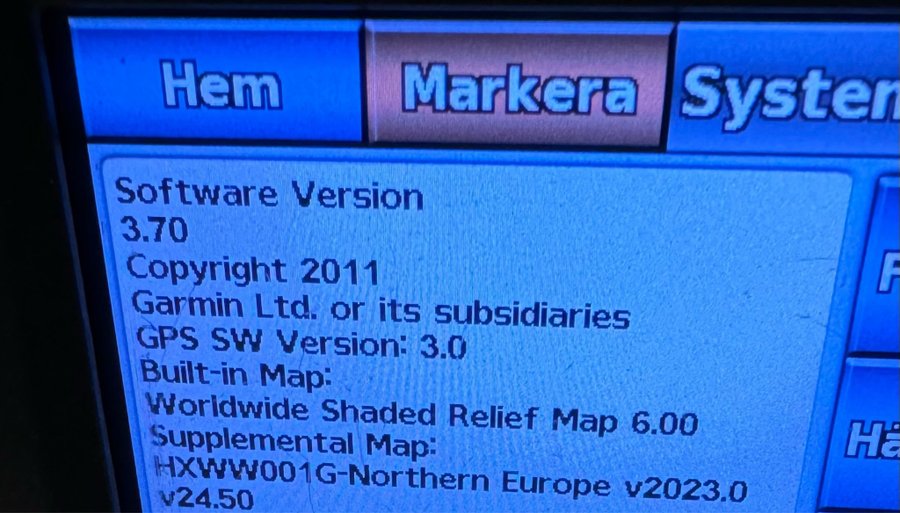 Hem Markera
Software Version
3.70
Copyright 2011
Garmin Ltd. or its subsidiaries
GPS SW Version: 3.0
Built-in Map:
Worldwide Shaded Relief Map 6.00
Supplemental Map:
HXWW001G-Northern Europe v2023.0
v24.50